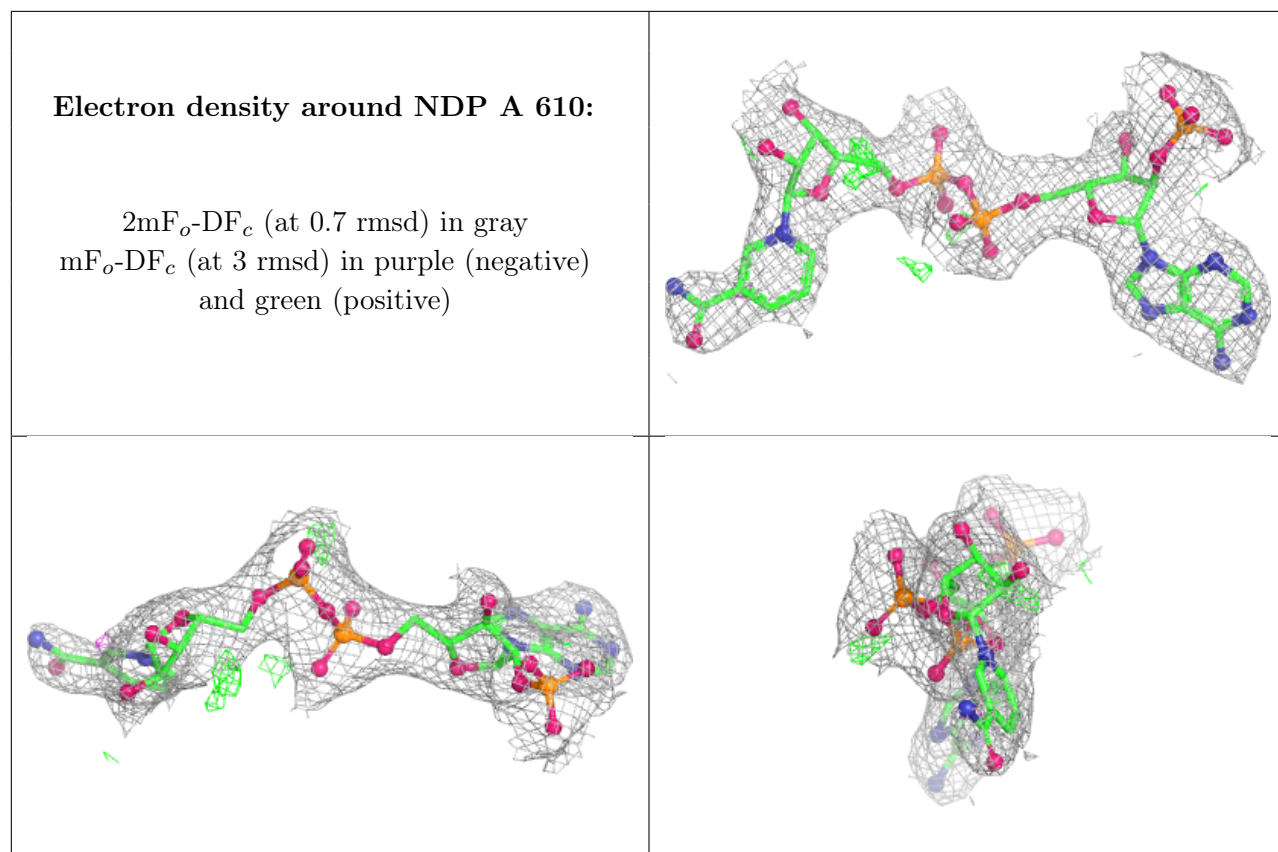 Electron density around NDP A 610:
2mFo-DFc (at 0.7 rmsd) in gray
mFo-DFc (at 3 rmsd) in purple (negative)
and green (positive)